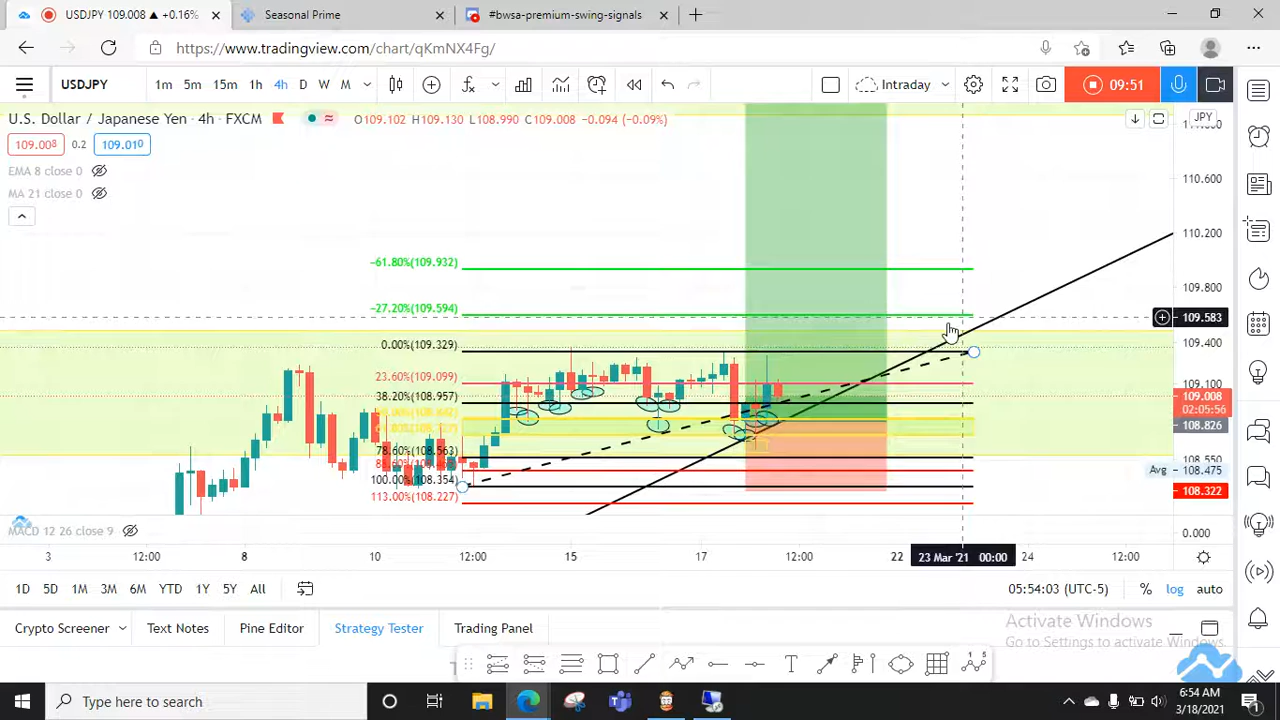 USDJPY 109.008 ▲ +0.16%
Seasonal Prime
#bwsa-premium-swing-signals
https://www.tradingview.com/chart/qKmNX4Fg/
USDJPY 1m 5m 15m 1h 4h D W M Intraday 09:51
U.S. Dollar / Japanese Yen · 4h · FXCM O109.102 H109.130 L108.990 C109.008 -0.094 (-0.09%) JPY
109.008 0.2 109.010
EMA 8 close 0
MA 21 close 0
110.600
110.200
-61.80%(109.932)
109.800
-27.20%(109.594)
109.583
0.00%(109.329)
109.400
23.60%(109.099)
109.100
38.20%(108.957)
109.008
02:05:56
108.826
78.60%(108.563)
108.550
Avg 108.475
100.00%(108.354)
108.322
113.00%(108.227)
MACD 12 26 close 9
0.000
3 12:00 8 10 12:00 15 17 12:00 22 23 Mar '21 00:00 24 12:00
1D 5D 1M 3M 6M YTD 1Y 5Y All 05:54:03 (UTC-5) % log auto
Crypto Screener Text Notes Pine Editor Strategy Tester Trading Panel
Activate Windows
Go to Settings to activate Windows.
Type here to search
6:54 AM
3/18/2021